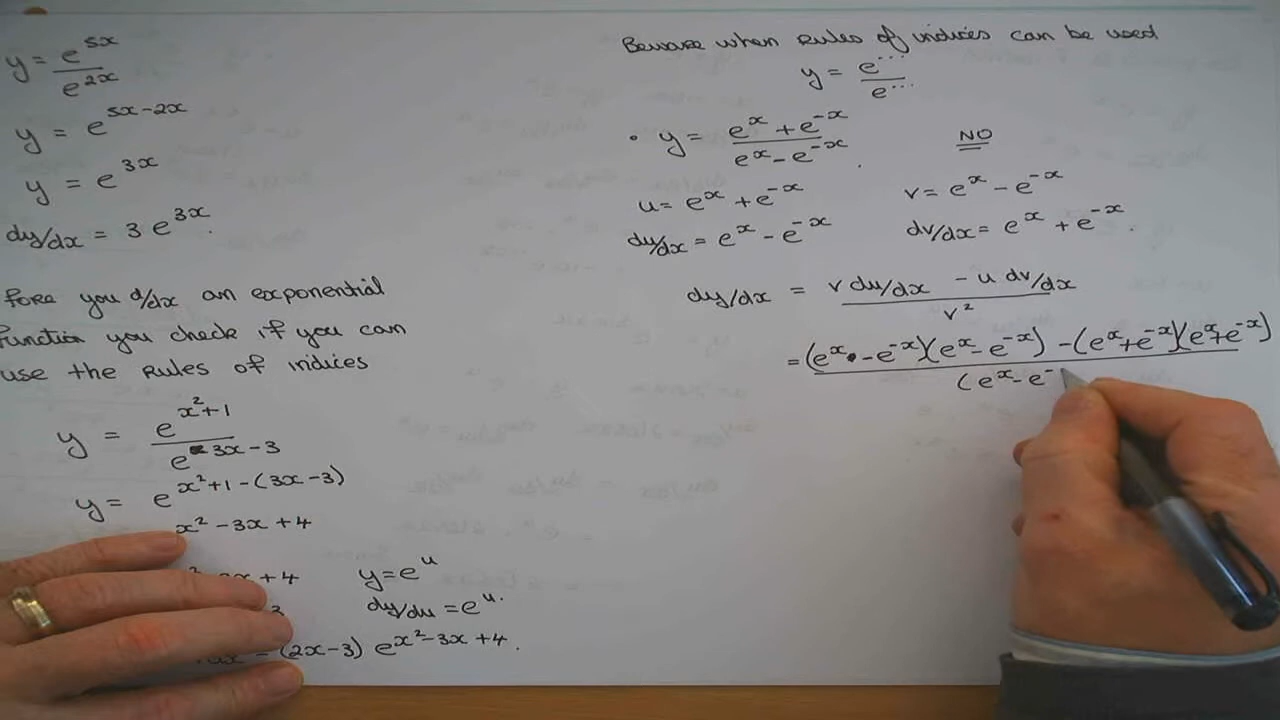 y = e^5x / e^2x
y = e^5x-2x
y = e^3x
dy/dx = 3e^3x.
fore you d/dx an exponential
function you check if you can
use the Rules of indices
y = e^x²+1 / e^3x-3
y = e^x²+1-(3x-3)
x²-3x+4
-3x+4 y=e^u
dy/du = e^u.
(2x-3) e^x²-3x+4.
Beware when Rules of indices can be used
y = e^... / e^...
• y = e^x + e^-x / e^x - e^-x . NO
u = e^x + e^-x v = e^x - e^-x
du/dx = e^x - e^-x dv/dx = e^x + e^-x.
dy/dx = v du/dx - u dv/dx / v²
= (e^x - e^-x)(e^x - e^-x) - (e^x + e^-x)(e^x + e^-x) / (e^x - e^-